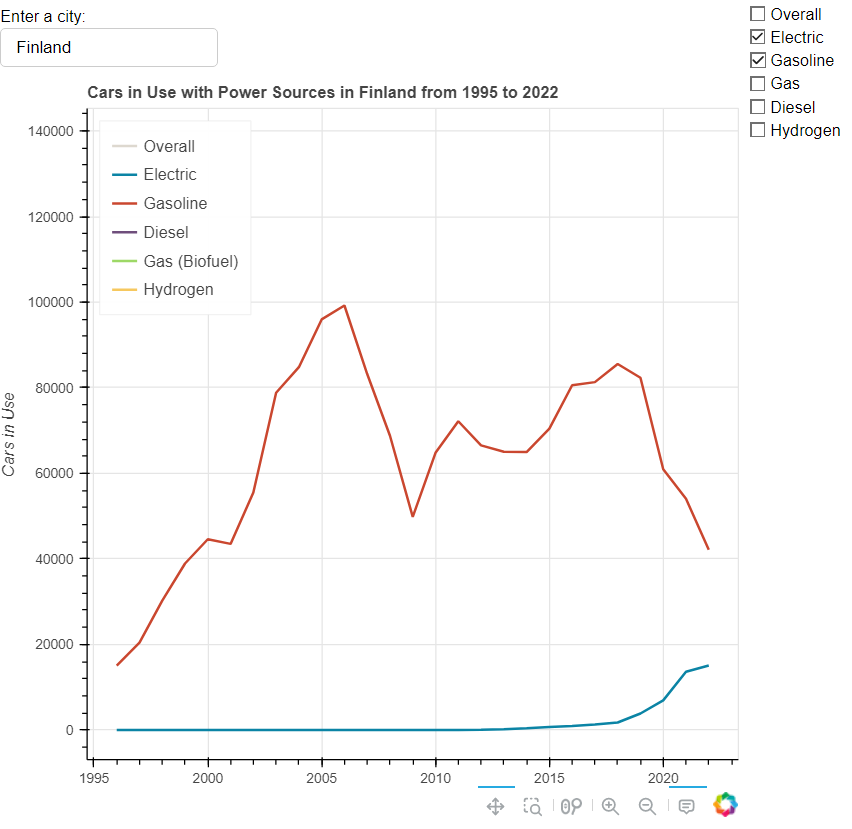 Enter a city:
Finland
Overall
Electric
Gasoline
Gas
Diesel
Hydrogen
Cars in Use with Power Sources in Finland from 1995 to 2022
Overall
Electric
Gasoline
Diesel
Gas (Biofuel)
Hydrogen
Cars in Use
140000
120000
100000
80000
60000
40000
20000
0
1995 2000 2005 2010 2015 2020